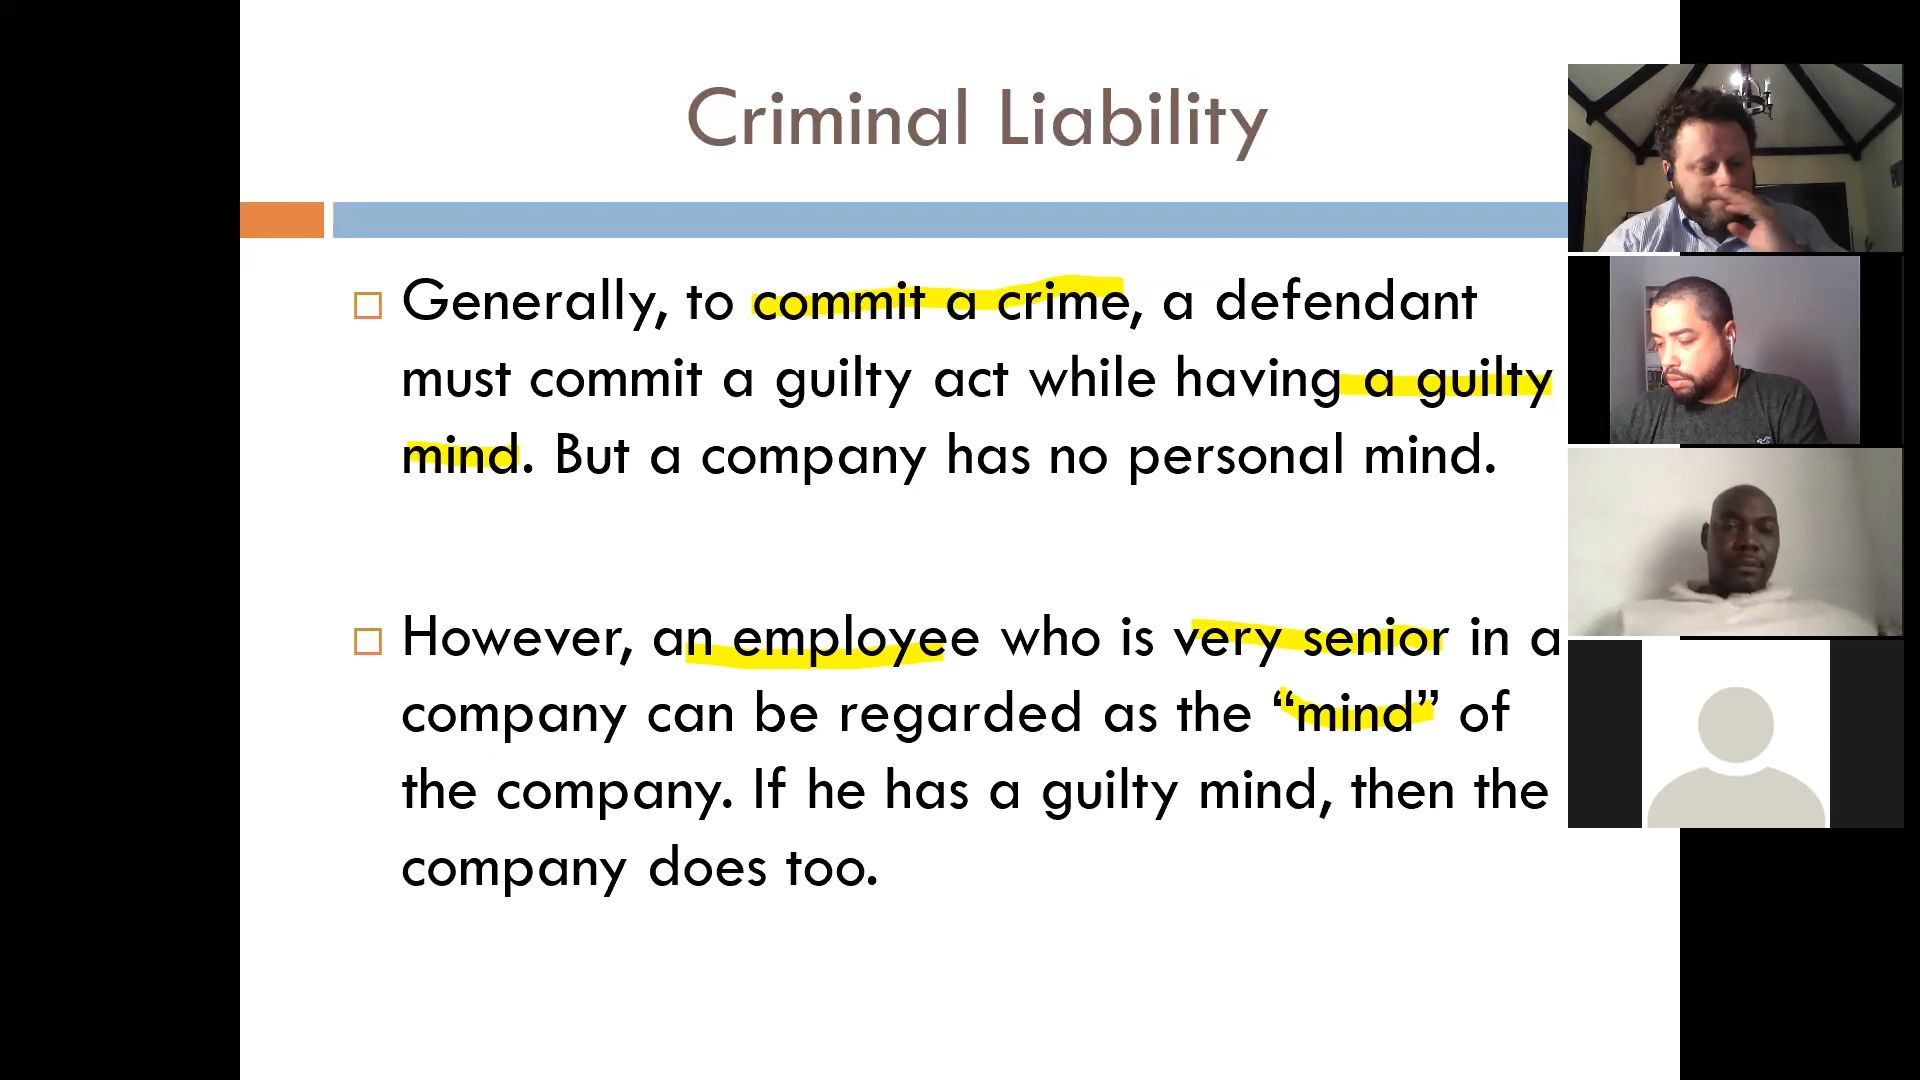 Criminal Liability
Generally, to commit a crime, a defendant
must commit a guilty act while having a guilty
mind. But a company has no personal mind.
However, an employee who is very senior in a
company can be regarded as the “mind” of
the company. If he has a guilty mind, then the
company does too.